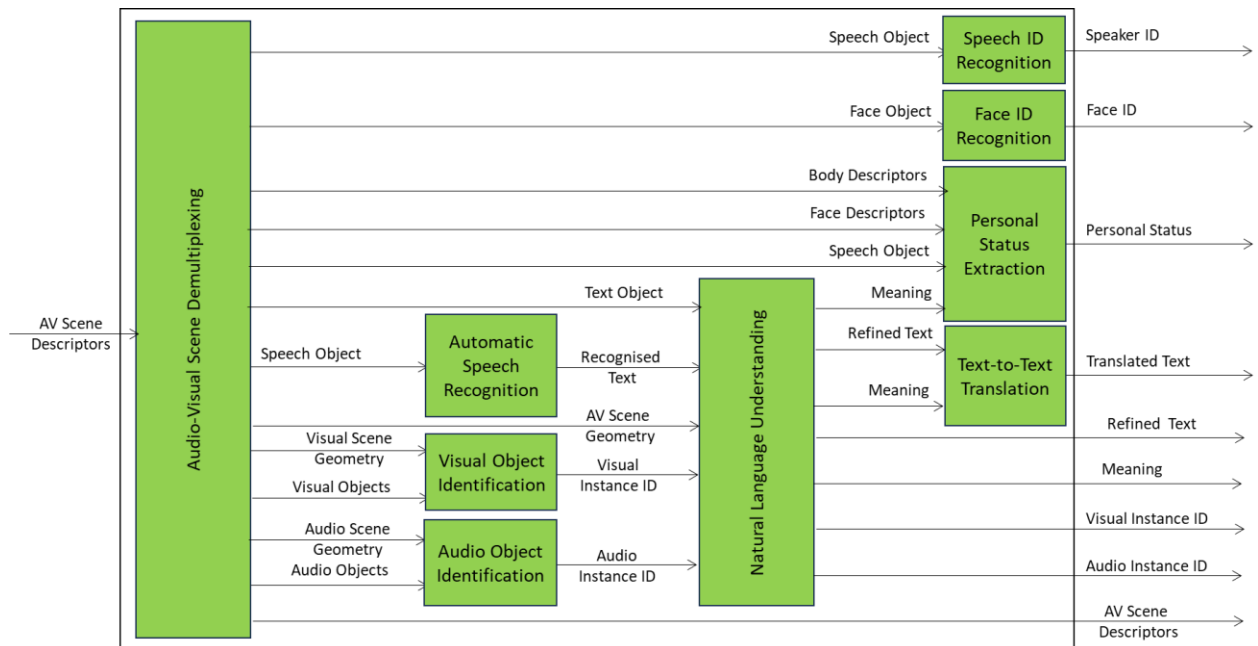 Speech Object
Speech ID
Recognition
Speaker ID
Face Object
Face ID
Recognition
Face ID
Body Descriptors
Face Descriptors
Speech Object
Personal
Status
Extraction
Personal Status
Text Object
Meaning
AV Scene
Descriptors
Audio-Visual Scene Demultiplexing
Speech Object
Automatic
Speech
Recognition
Recognised
Text
Natural Language Understanding
Refined Text
Meaning
Text-to-Text
Translation
Translated Text
AV Scene
Geometry
Refined Text
Visual Scene
Geometry
Visual Objects
Visual Object
Identification
Visual
Instance ID
Meaning
Visual Instance ID
Audio Scene
Geometry
Audio Objects
Audio Object
Identification
Audio
Instance ID
Audio Instance ID
AV Scene
Descriptors